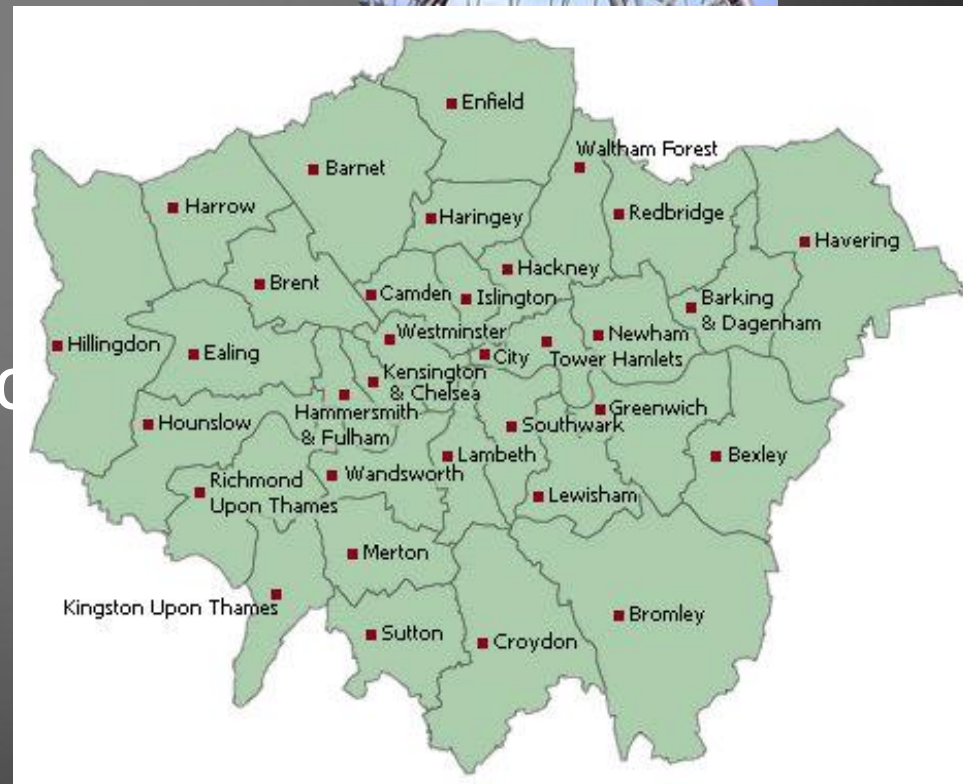 Enfield
Waltham Forest
Barnet
Harrow
Haringey
Redbridge
Havering
Hackney
Brent
Camden
Islington
Barking
& Dagenham
Westminster
Newham
Hillingdon
Ealing
City
Tower Hamlets
Kensington
& Chelsea
Hammersmith
& Fulham
Greenwich
Hounslow
Southwark
Lambeth
Bexley
Wandsworth
Richmond
Upon Thames
Lewisham
Merton
Kingston Upon Thames
Bromley
Sutton
Croydon